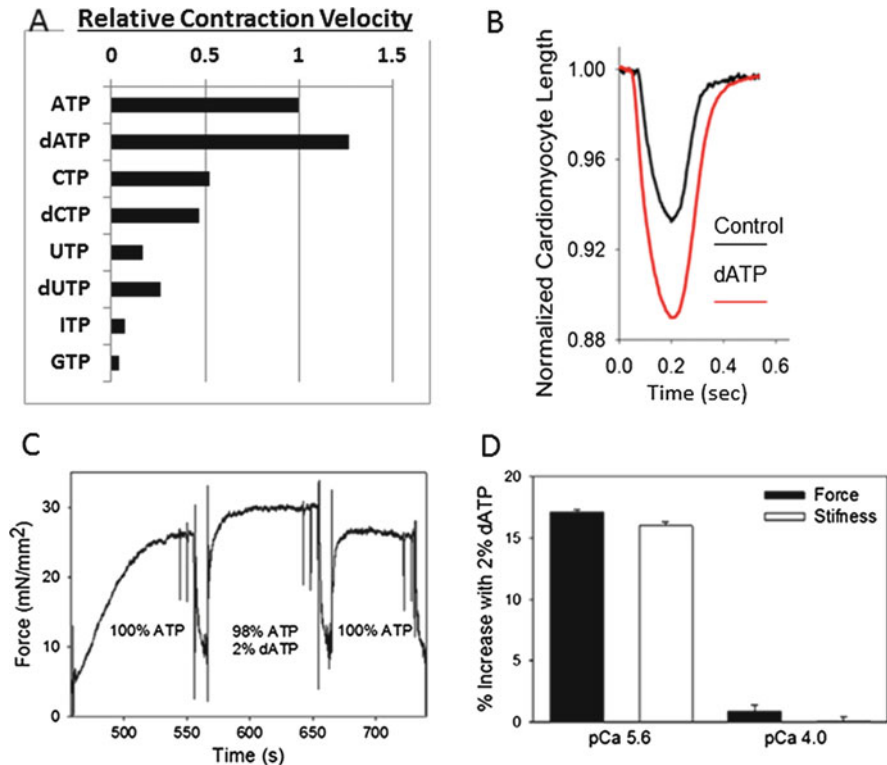 A
Relative Contraction Velocity
0 0.5 1 1.5
ATP
dATP
CTP
dCTP
UTP
dUTP
ITP
GTP
B
Normalized Cardiomyocyte Length
1.00
0.96
0.92
0.88
Control
dATP
0.0 0.2 0.4 0.6
Time (sec)
C
Force (mN/mm²)
30
20
10
0
100% ATP
98% ATP
2% dATP
100% ATP
500 550 600 650 700
Time (s)
D
% Increase with 2% dATP
20
15
10
5
0
Force
Stifness
pCa 5.6 pCa 4.0